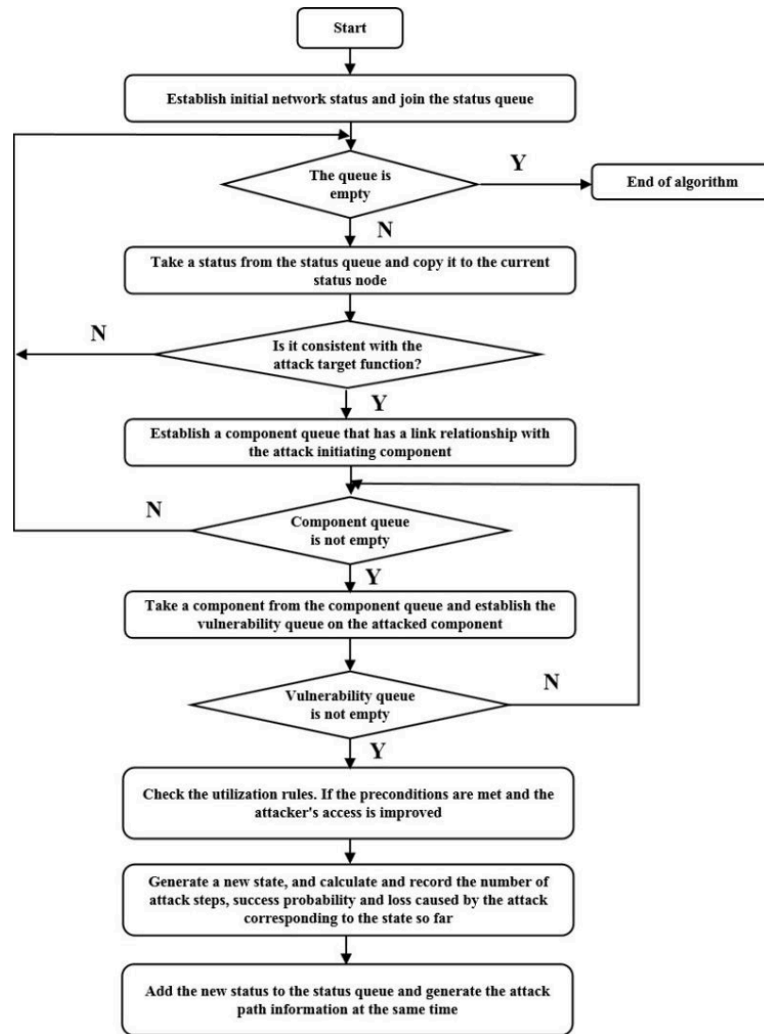 Start
Establish initial network status and join the status queue
The queue is
empty
Y
End of algorithm
N
Take a status from the status queue and copy it to the current
status node
N
Is it consistent with the
attack target function?
Y
Establish a component queue that has a link relationship with
the attack initiating component
N
Component queue
is not empty
Y
Take a component from the component queue and establish the
vulnerability queue on the attacked component
Vulnerability queue
is not empty
N
Y
Check the utilization rules. If the preconditions are met and the
attacker's access is improved
Generate a new state, and calculate and record the number of
attack steps, success probability and loss caused by the attack
corresponding to the state so far
Add the new status to the status queue and generate the attack
path information at the same time